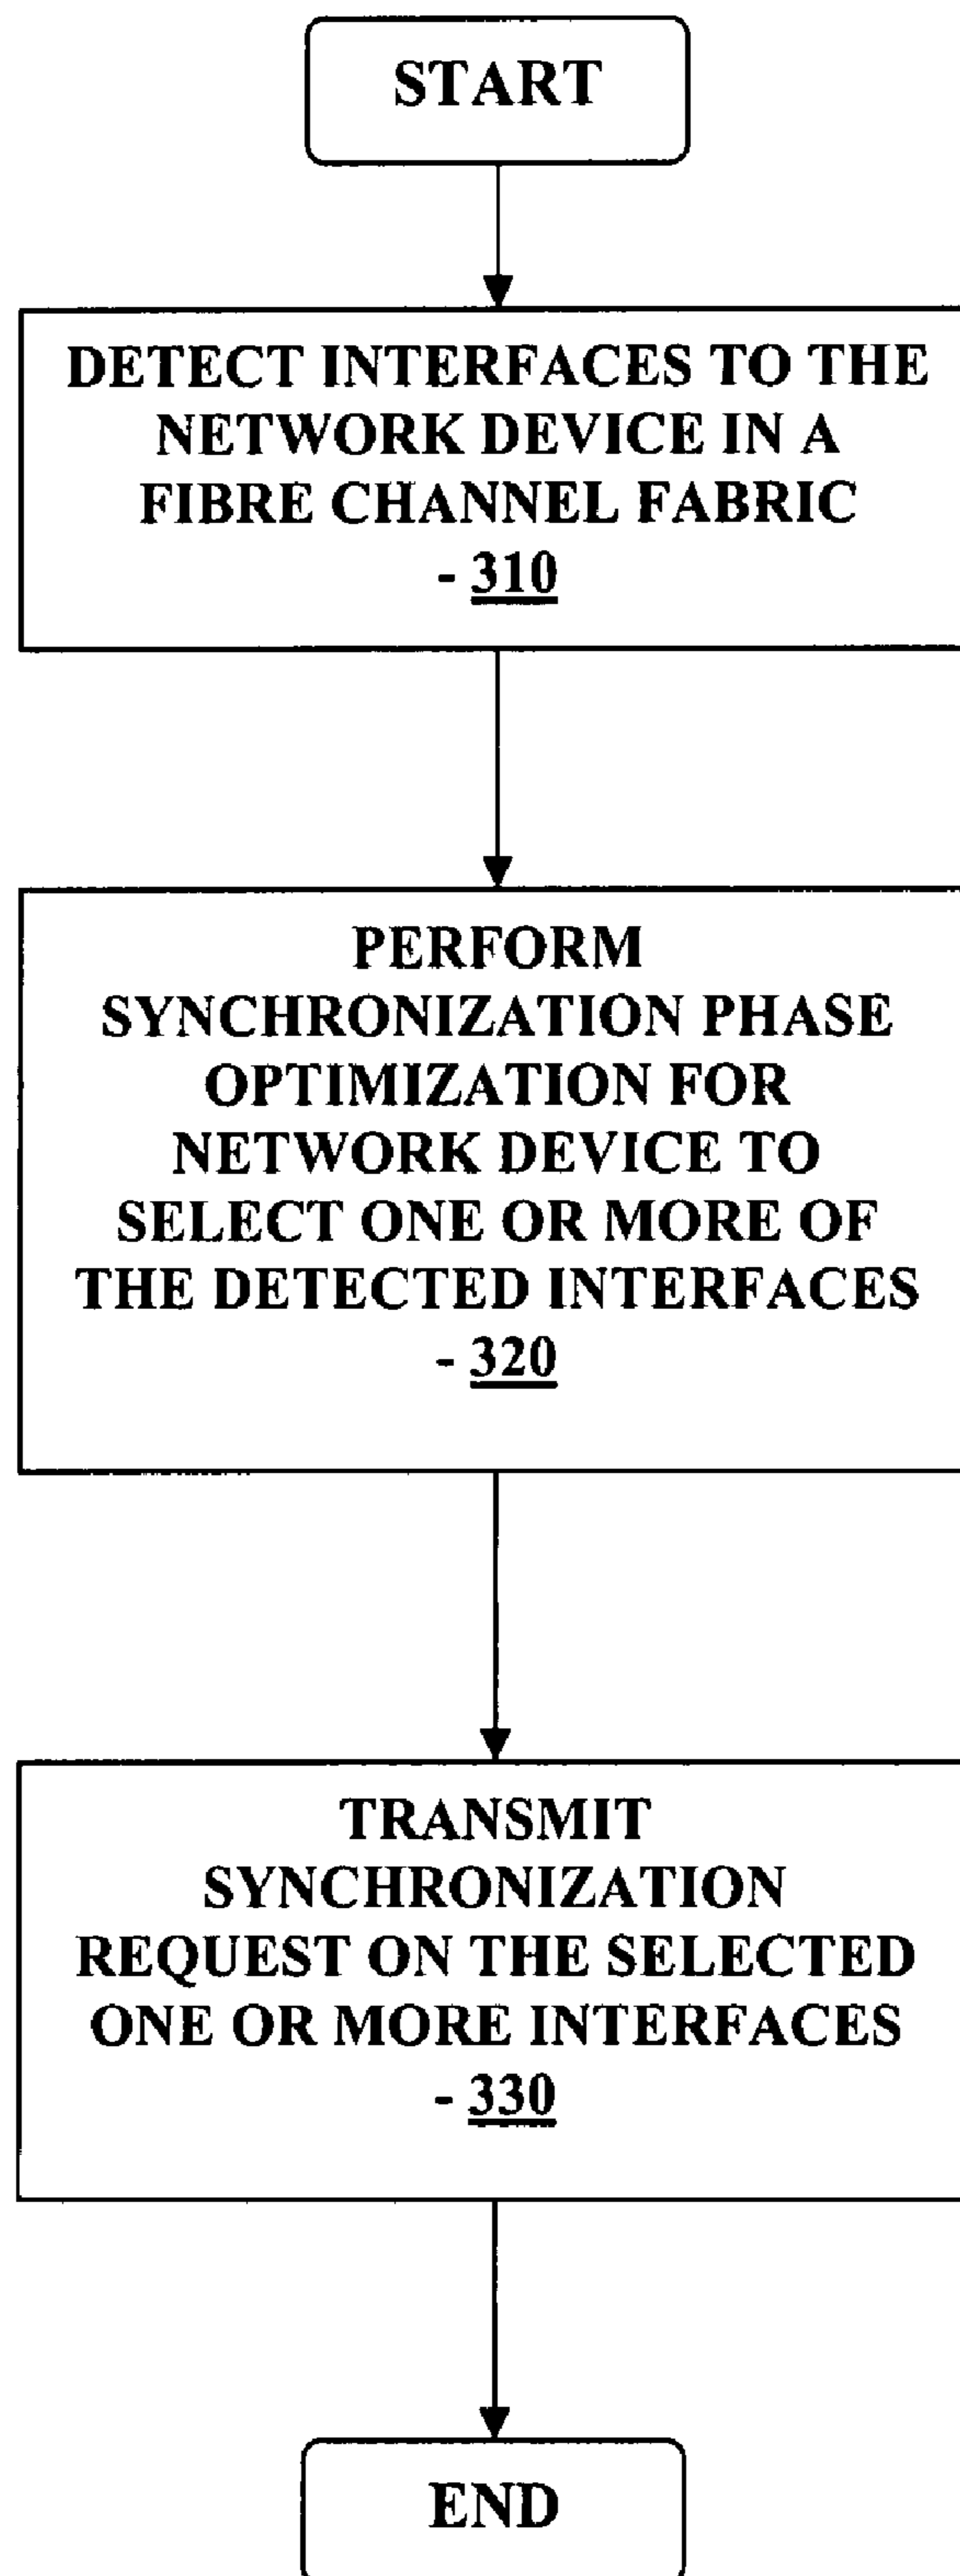 START
DETECT INTERFACES TO THE
NETWORK DEVICE IN A
FIBRE CHANNEL FABRIC
- 310
PERFORM
SYNCHRONIZATION PHASE
OPTIMIZATION FOR
NETWORK DEVICE TO
SELECT ONE OR MORE OF
THE DETECTED INTERFACES
- 320
TRANSMIT
SYNCHRONIZATION
REQUEST ON THE SELECTED
ONE OR MORE INTERFACES
- 330
END